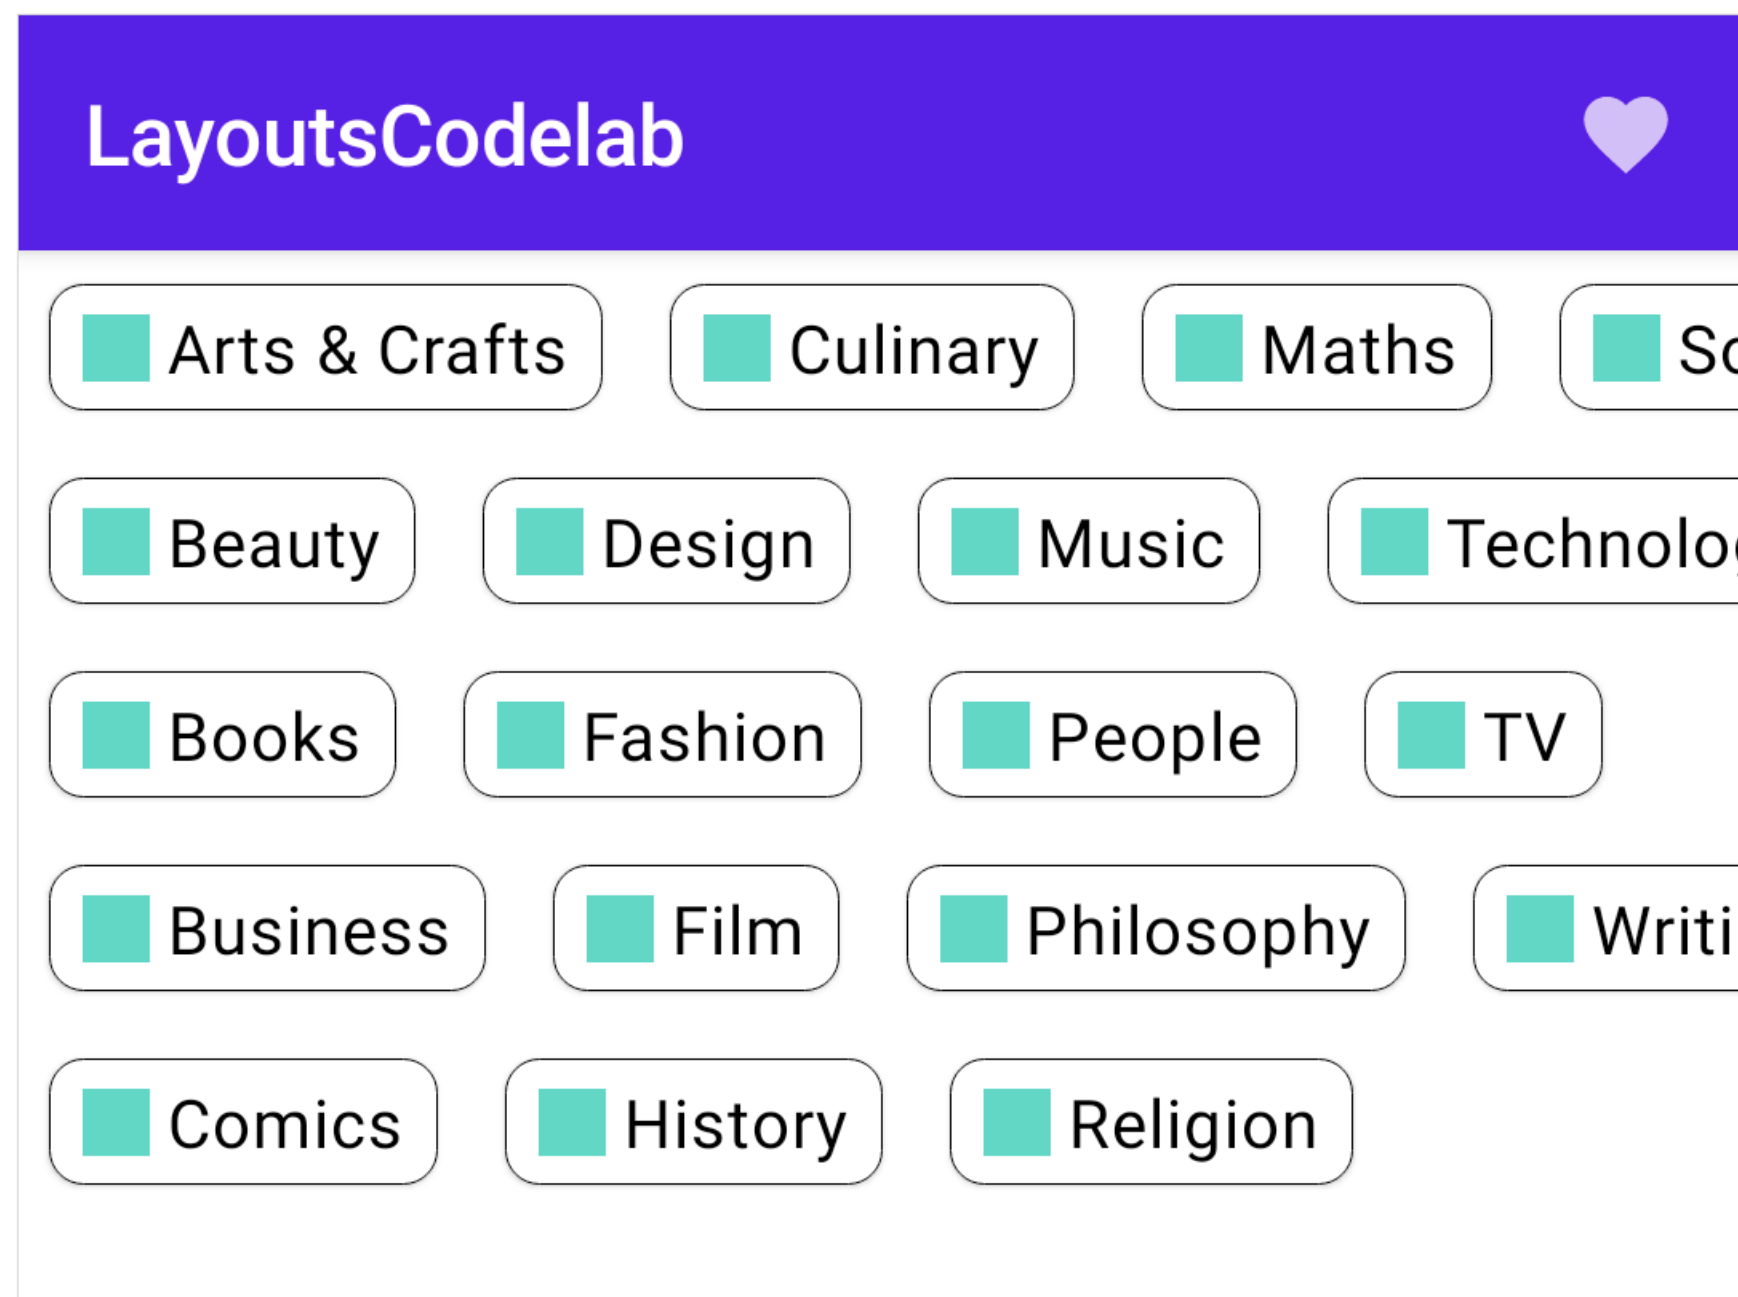 LayoutsCodelab
Arts & Crafts Culinary Maths
Beauty Design Music
Books Fashion People TV
Business Film Philosophy
Comics History Religion